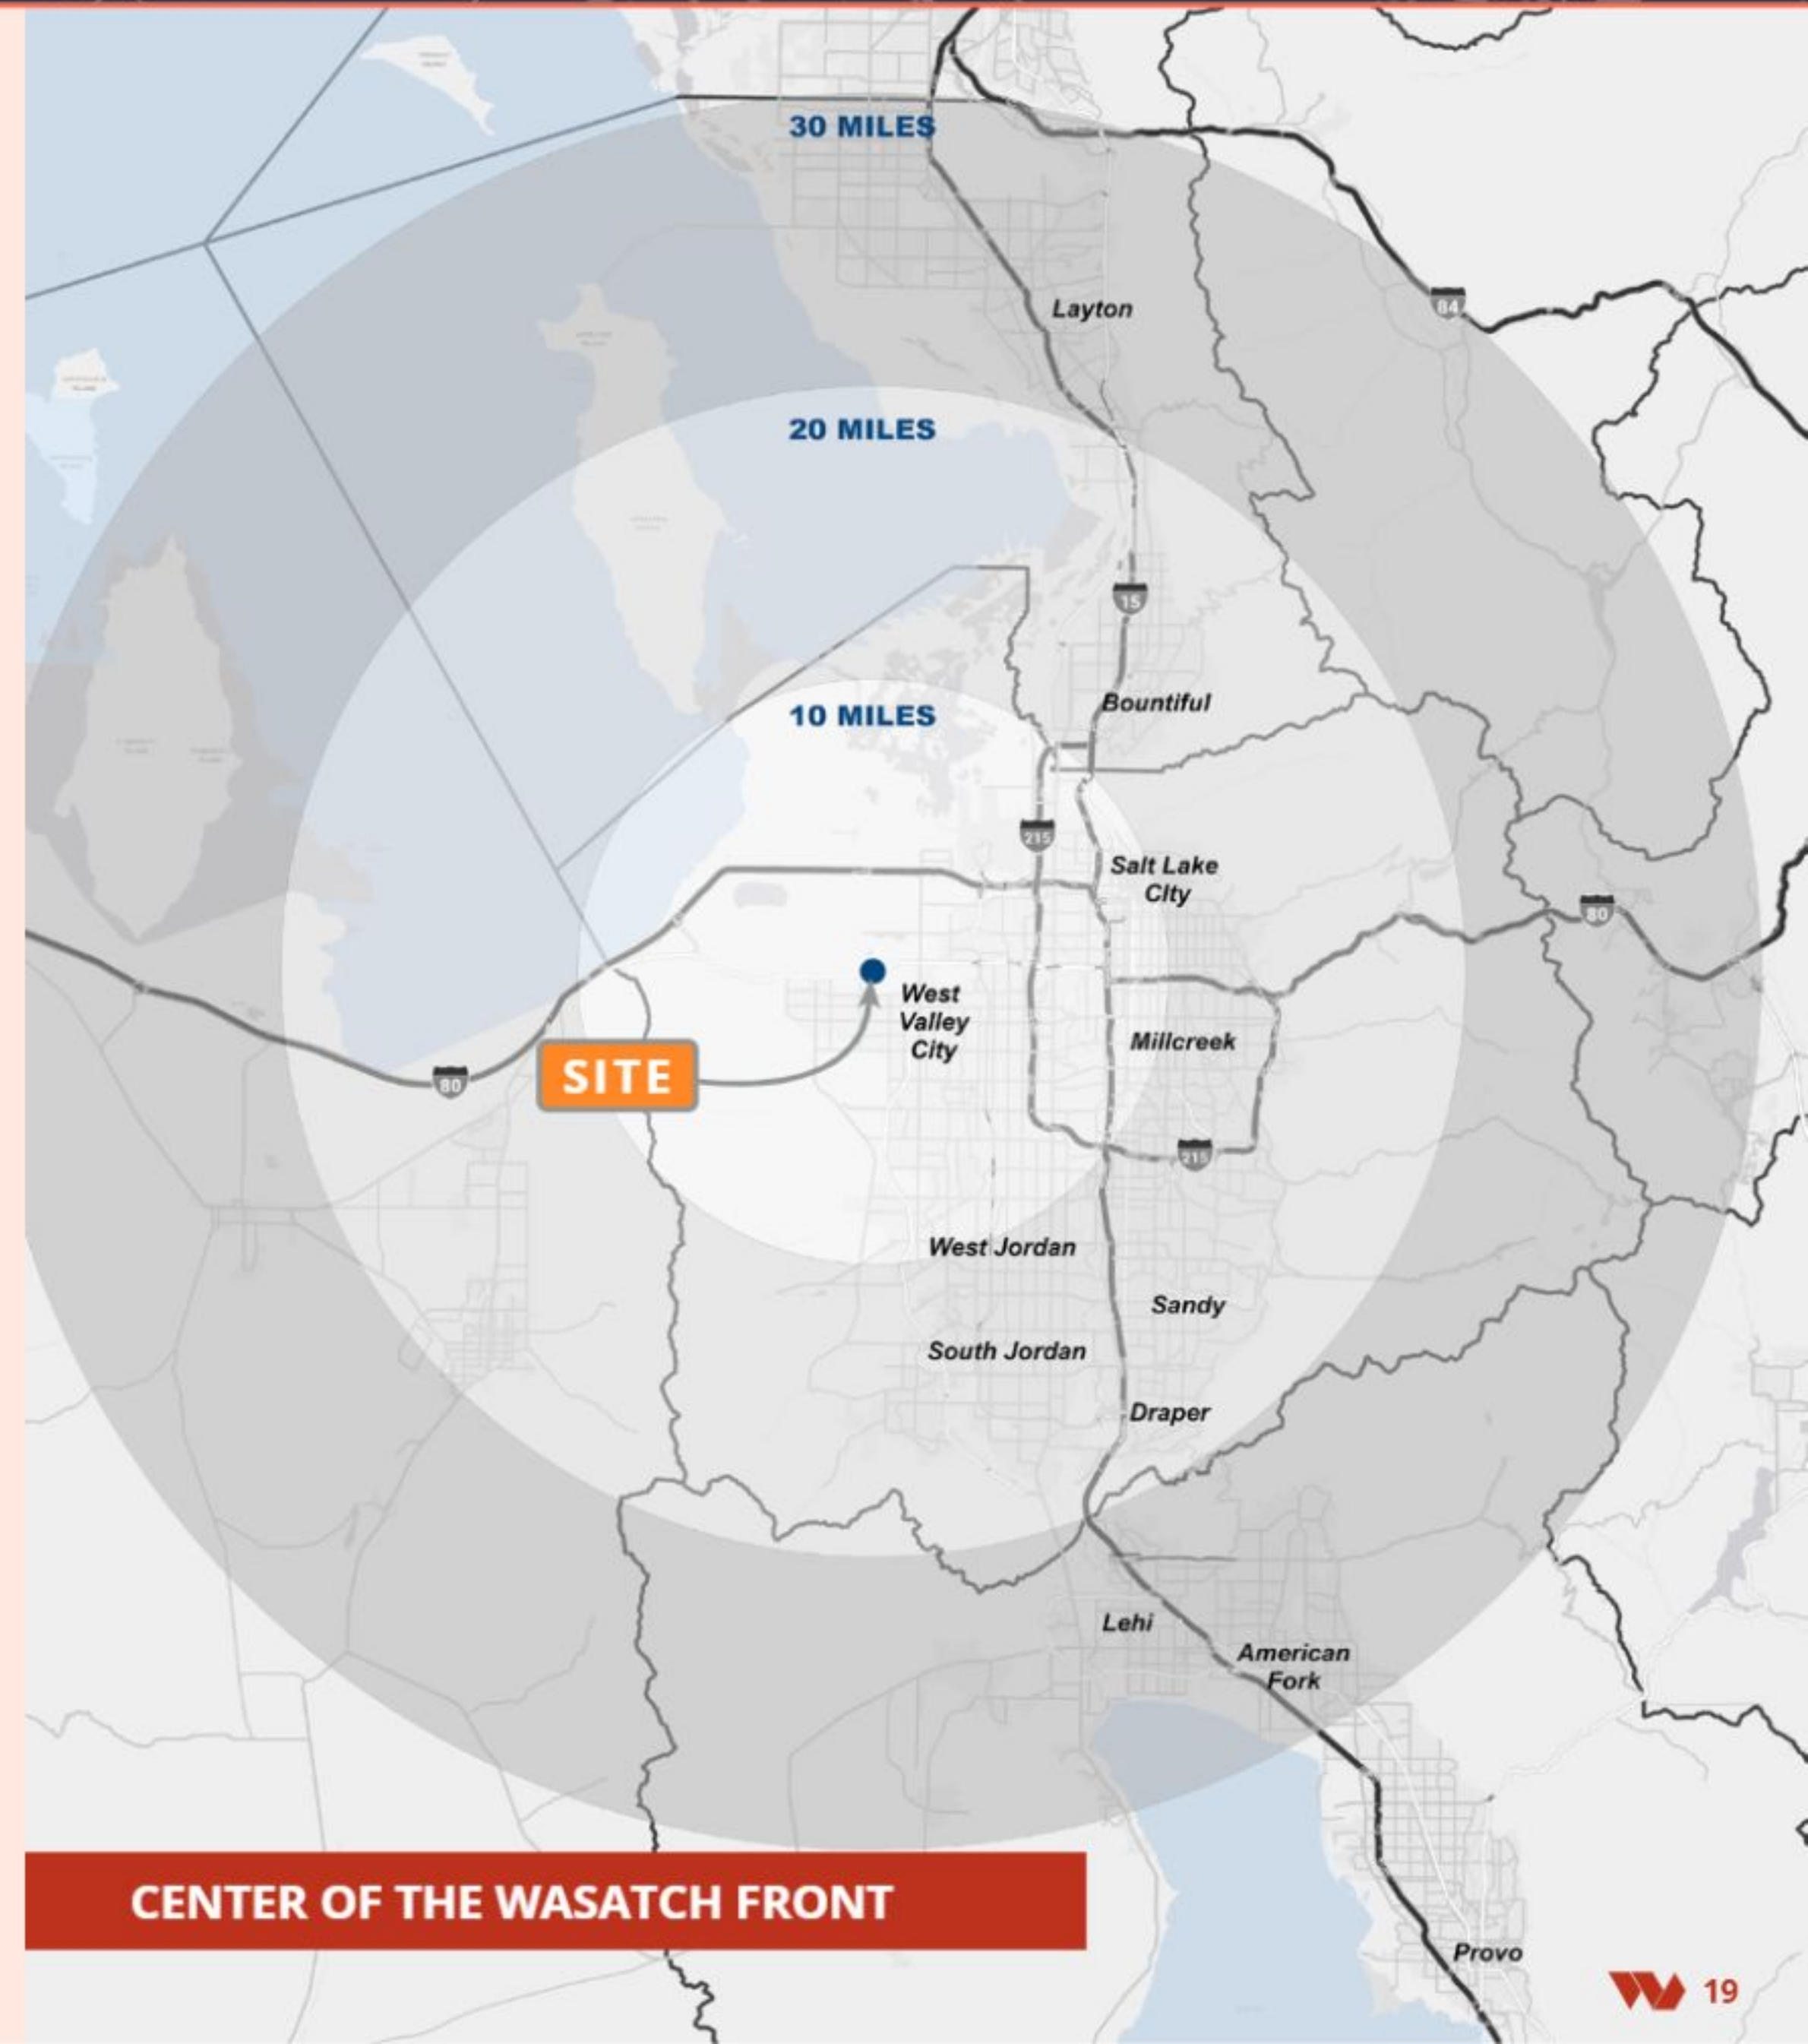 30 MILES
Layton
84
20 MILES
15
Bountiful
10 MILES
215
Salt Lake
CIty
80
West
Valley
City
Millcreek
SITE
80
215
West Jordan
Sandy
South Jordan
Draper
Lehi
American
Fork
CENTER OF THE WASATCH FRONT
Provo
19